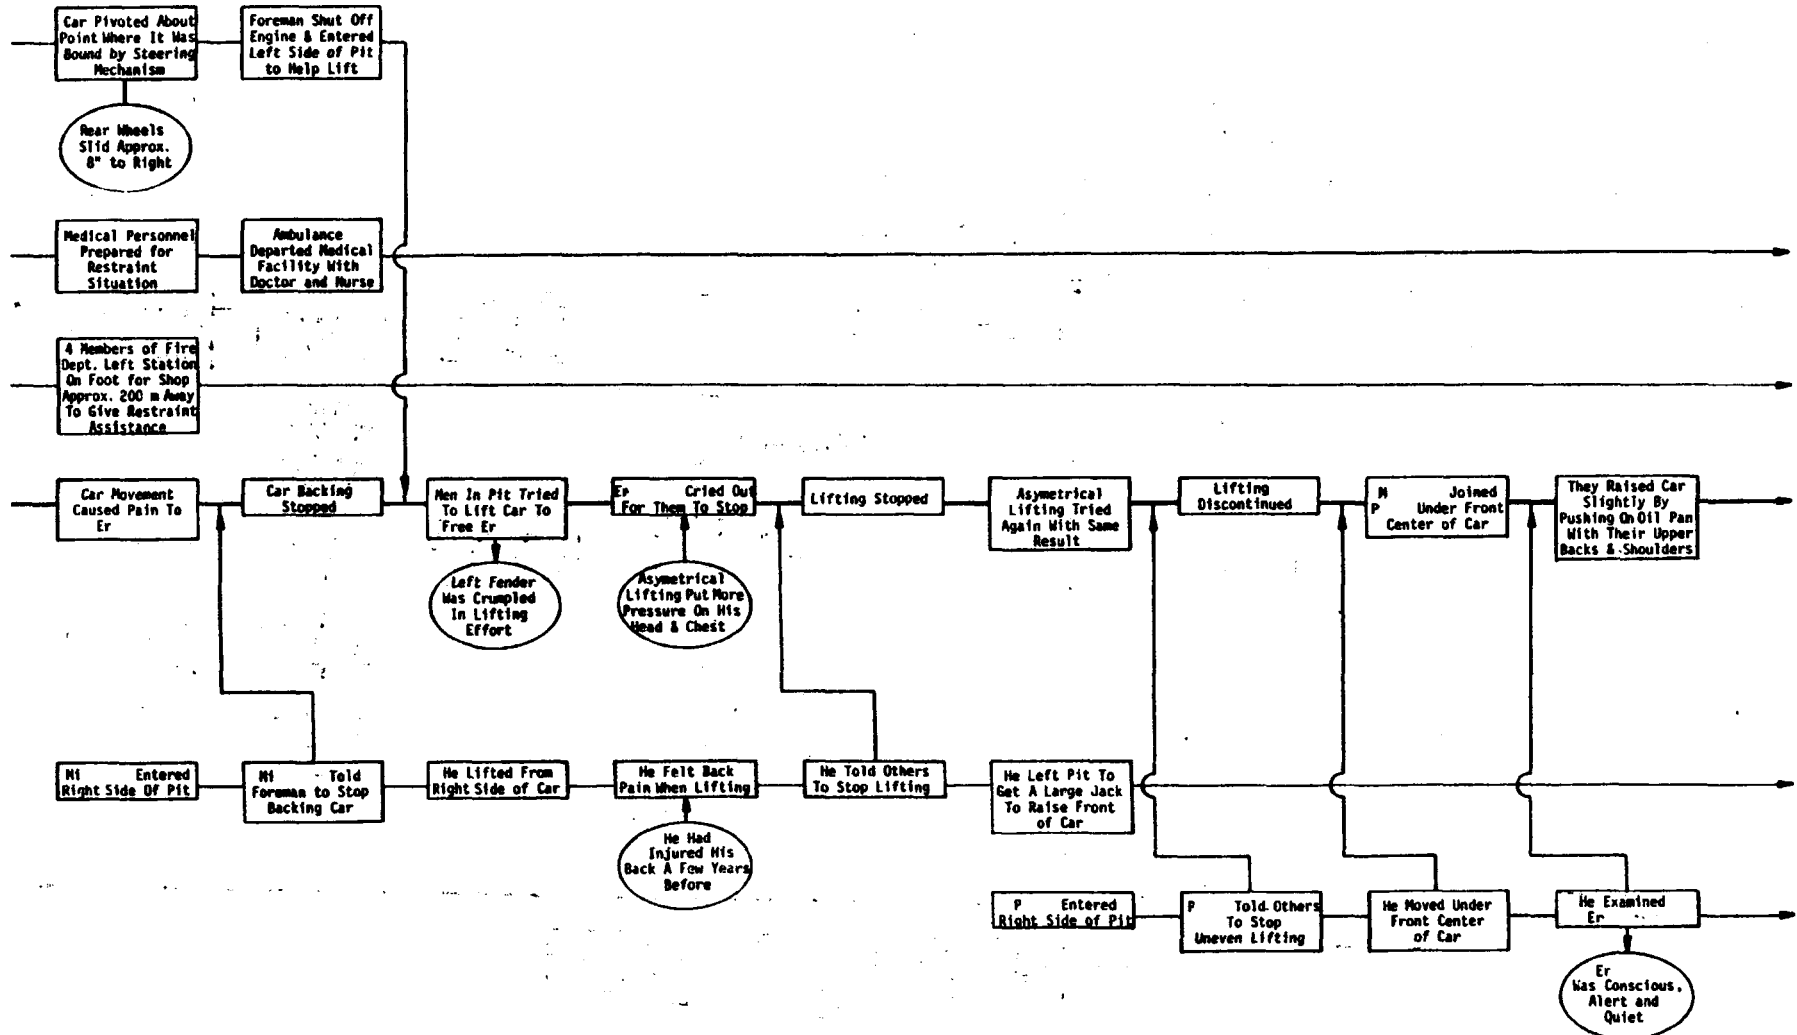 Car Pivoted About
Point Where It Was
Bound by Steering
Mechanism
Foreman Shut Off
Engine & Entered
Left Side of Pit
to Help Lift
Rear Wheels
Slid Approx.
8" to Right
Medical Personnel
Prepared for
Restraint
Situation
Ambulance
Departed Medical
Facility With
Doctor and Nurse
4 Members of Fire
Dept. Left Station
On Foot for Shop
Approx. 200 m Away
To Give Restraint
Assistance
Car Movement
Caused Pain To
Er
Car Backing
Stopped
Men In Pit Tried
To Lift Car To
Free Er
Er Cried Out
For Them To Stop
Lifting Stopped
Asymetrical
Lifting Tried
Again With Same
Result
Lifting
Discontinued
M Joined
P Under Front
Center of Car
They Raised Car
Slightly By
Pushing On Oil Pan
With Their Upper
Backs & Shoulders
Left Fender
Was Crumpled
In Lifting
Effort
Asymetrical
Lifting Put More
Pressure On His
Head & Chest
Mi Entered
Right Side Of Pit
Mi Told
Foreman to Stop
Backing Car
He Lifted From
Right Side of Car
He Felt Back
Pain When Lifting
He Told Others
To Stop Lifting
He Left Pit To
Get A Large Jack
To Raise Front
of Car
He Had
Injured His
Back A Few Years
Before
P Entered
Right Side of Pit
P Told Others
To Stop
Uneven Lifting
He Moved Under
Front Center
of Car
He Examined
Er
Er
Was Conscious,
Alert and
Quiet